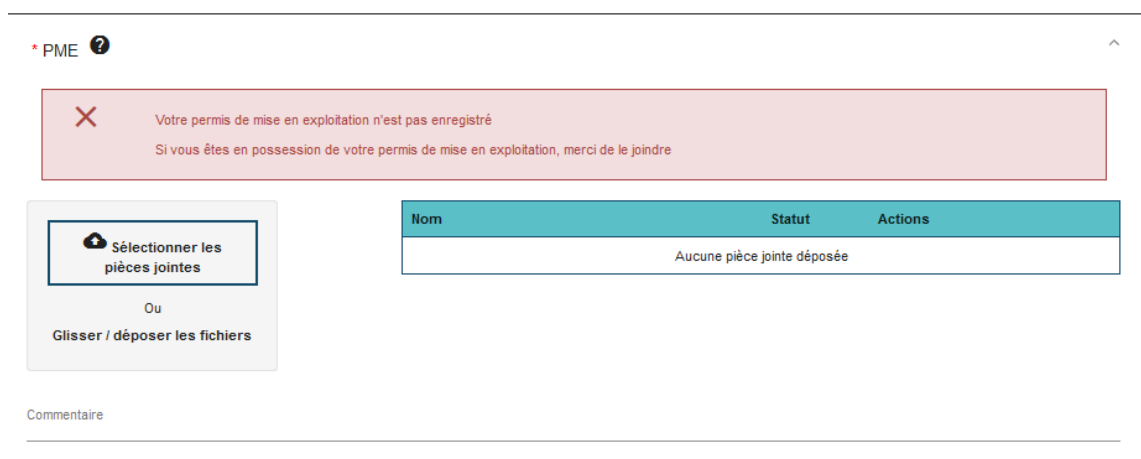 * PME ?
Votre permis de mise en exploitation n'est pas enregistré
Si vous êtes en possession de votre permis de mise en exploitation, merci de le joindre
Sélectionner les
pièces jointes
Ou
Glisser / déposer les fichiers
Nom Statut Actions
Aucune pièce jointe déposée
Commentaire